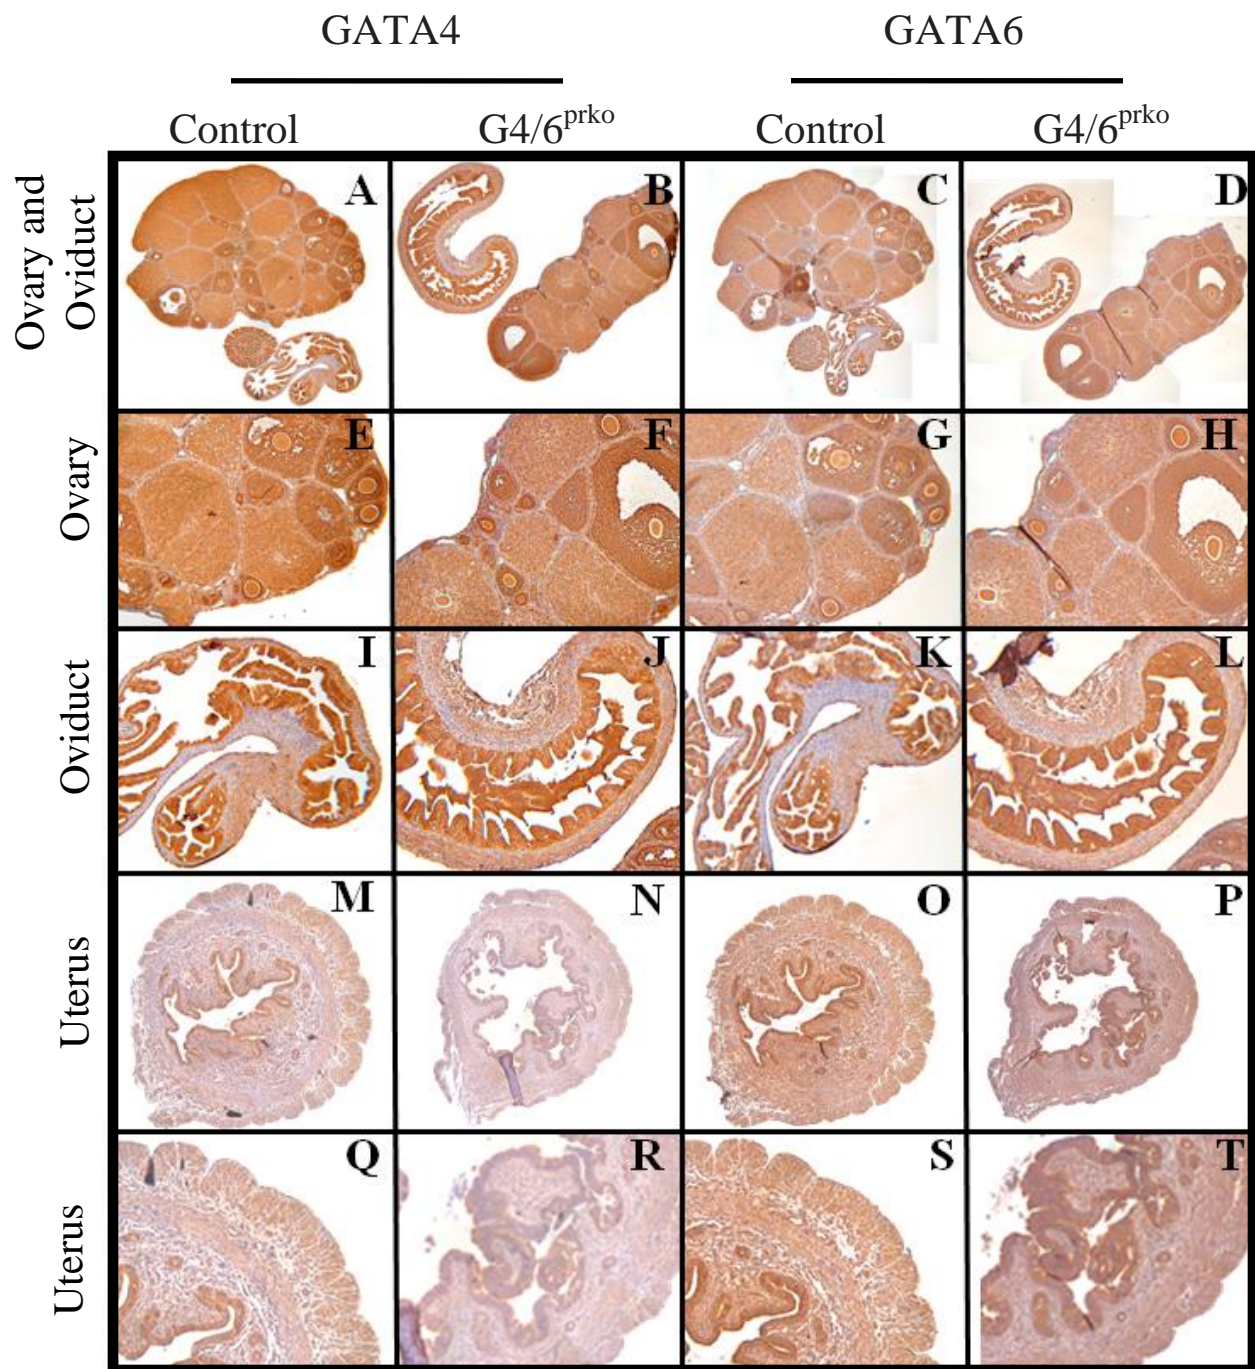 GATA4 GATA6
Control G4/6prko Control G4/6prko
Ovary and
Oviduct
A B C D
Ovary
E F G H
Oviduct
I J K L
Uterus
M N O P
Uterus
Q R S T